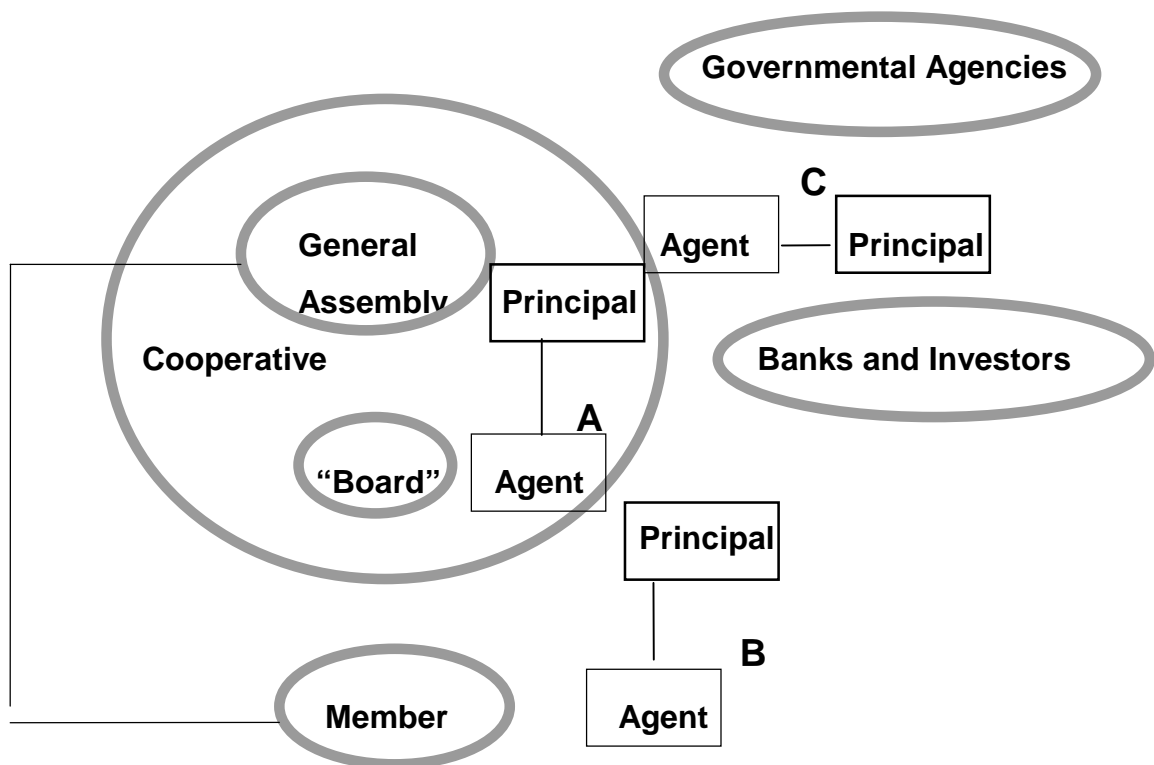 Governmental Agencies
C
General
Agent
Principal
Assembly
Principal
Cooperative
Banks and Investors
A
“Board”
Agent
Principal
B
Member
Agent